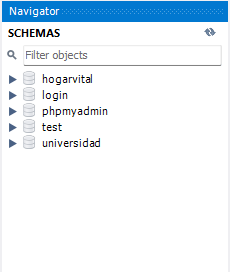 Navigator
SCHEMAS
Filter objects
hogarvital
login
phpmyadmin
test
universidad